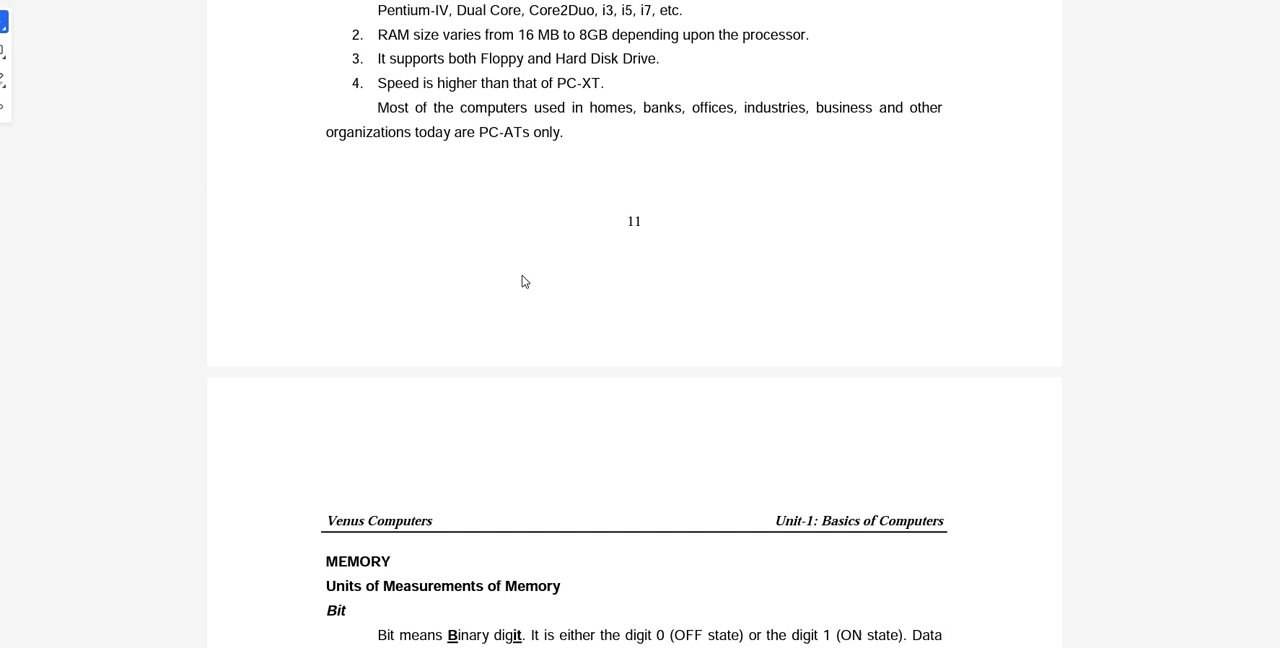 Pentium-IV, Dual Core, Core2Duo, i3, i5, i7, etc.
2. RAM size varies from 16 MB to 8GB depending upon the processor.
3. It supports both Floppy and Hard Disk Drive.
4. Speed is higher than that of PC-XT.
Most of the computers used in homes, banks, offices, industries, business and other
organizations today are PC-ATs only.
11
Venus Computers Unit-1: Basics of Computers
MEMORY
Units of Measurements of Memory
Bit
Bit means Binary digit. It is either the digit 0 (OFF state) or the digit 1 (ON state). Data